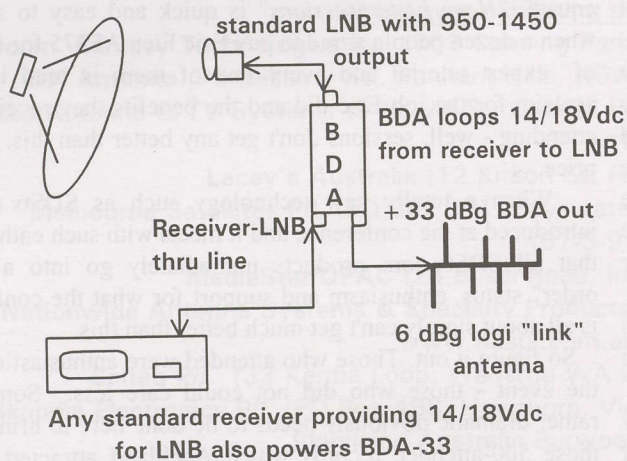 standard LNB with 950-1450
output
B
D
A
BDA loops 14/18Vdc
from receiver to LNB
Receiver-LNB
thru line
+33 dBg BDA out
6 dBg logi "link"
antenna
Any standard receiver providing 14/18Vdc
for LNB also powers BDA-33